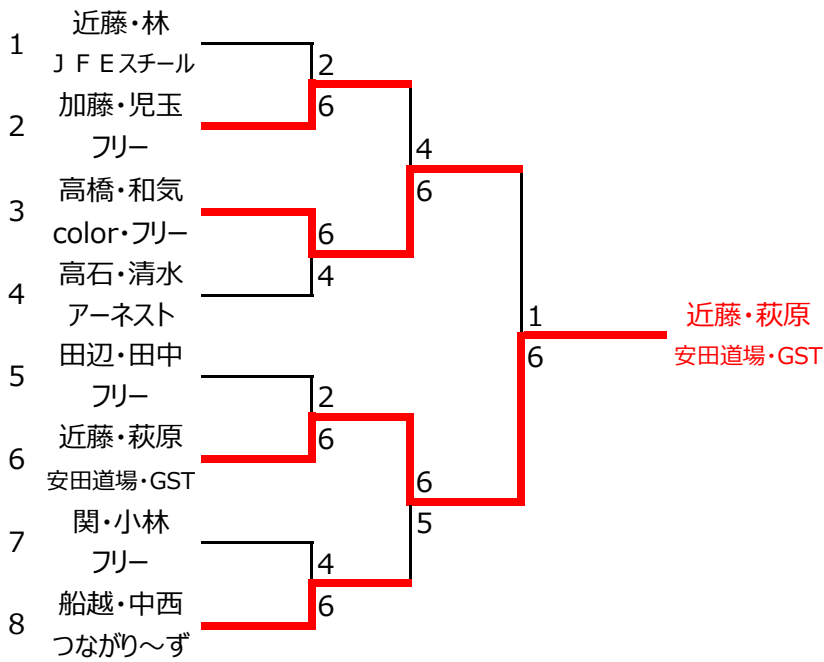 1
近藤・林
ＪＦＥスチール
2
加藤・児玉
フリー
3
高橋・和気
color・フリー
4
高石・清水
アーネスト
5
田辺・田中
フリー
6
近藤・萩原
安田道場・GST
7
関・小林
フリー
8
船越・中西
つながり～ず
2
6
6
4
2
6
4
6
4
6
6
5
1
6
近藤・萩原
安田道場・GST